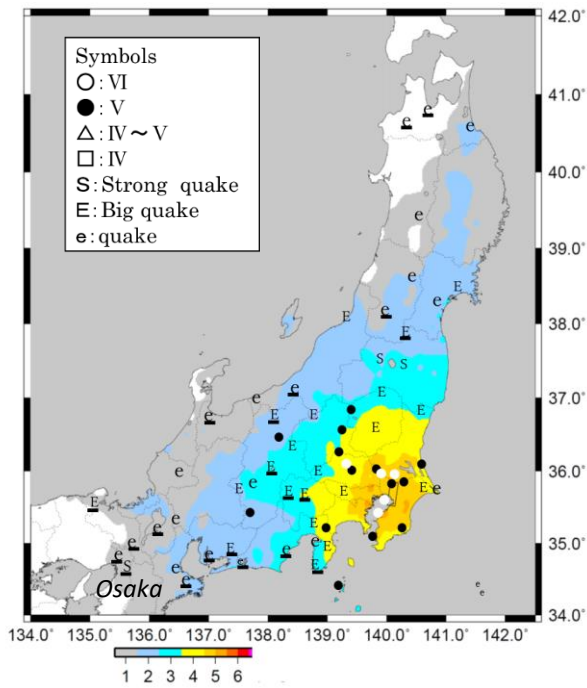 Symbols
○: VI
●: V
△: IV～V
□: IV
S: Strong quake
E: Big quake
e: quake
42.0˚
41.0˚
40.0˚
39.0˚
38.0˚
37.0˚
36.0˚
35.0˚
34.0˚
e
e
e
e
e
E
E
e
e
E
E
S
S
e
e
E
E
E
E
e
E
E
e
E
E
e
E
E
E
E
E
e
e
e
e
e
S
e
e
E
E
e
e
E
E
e
e
e
e
Osaka
134.0˚ 135.0˚ 136.0˚ 137.0˚ 138.0˚ 139.0˚ 140.0˚ 141.0˚ 142.0˚
1 2 3 4 5 6